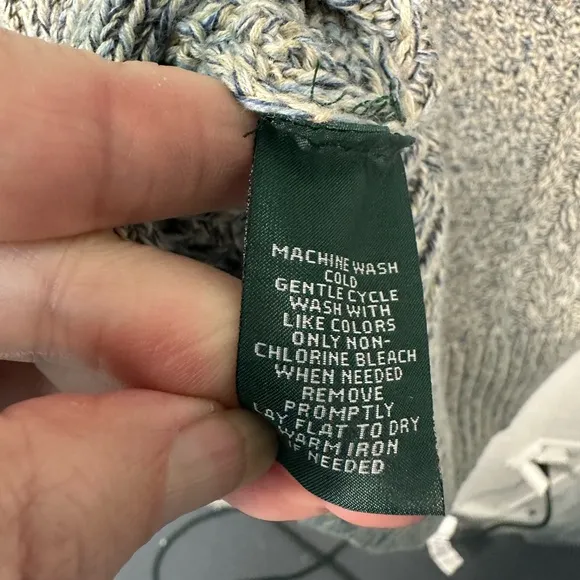 MACHINE WASH
COLD
GENTLE CYCLE
WASH WITH
LIKE COLORS
ONLY NON-
CHLORINE BLEACH
WHEN NEEDED
REMOVE
PROMPTLY
LAY FLAT TO DRY
WARM IRON
IF NEEDED